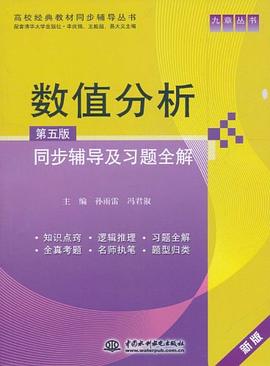 高校经典教材同步辅导丛书
配套清华大学出版社·李庆扬、王能超、易大义主编
九章丛书
数值分析
第五版
同步辅导及习题全解
主 编 孙雨雷 冯君淑
·知识点窍 ·逻辑推理 ·习题全解
·全真考题 ·名师执笔 ·题型归类
新版
中国水利水电出版社
www.waterpub.com.cn